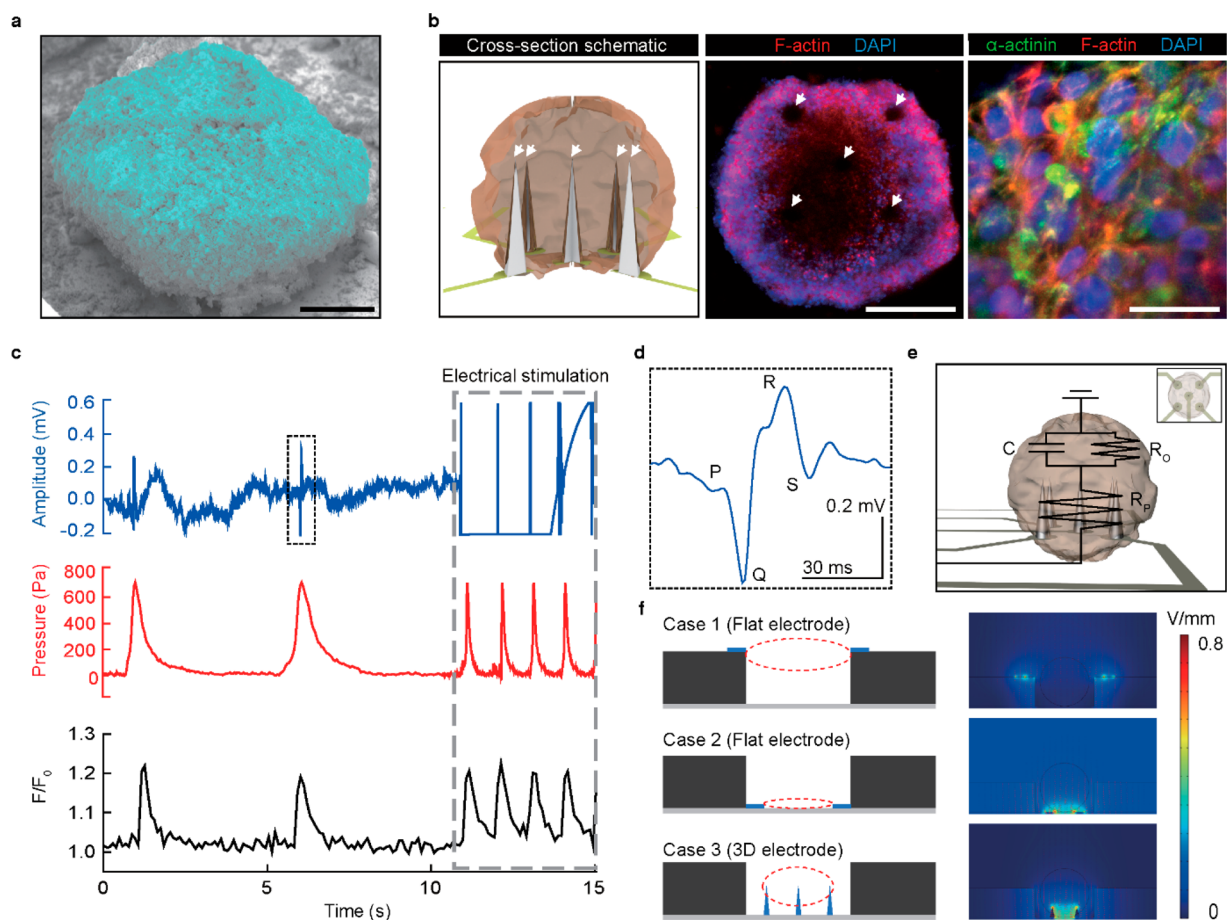 a
b
Cross-section schematic
F-actin DAPI
α-actinin F-actin DAPI
c
Electrical stimulation
Amplitude (mV)
0.6
0.4
0.2
0.0
-0.2
Pressure (Pa)
800
600
400
200
0
F/F₀
1.3
1.2
1.1
1.0
0 5 10 15
Time (s)
d
R
P
S
Q
0.2 mV
30 ms
e
C
R_O
R_P
f
Case 1 (Flat electrode)
Case 2 (Flat electrode)
Case 3 (3D electrode)
V/mm
0.8
0